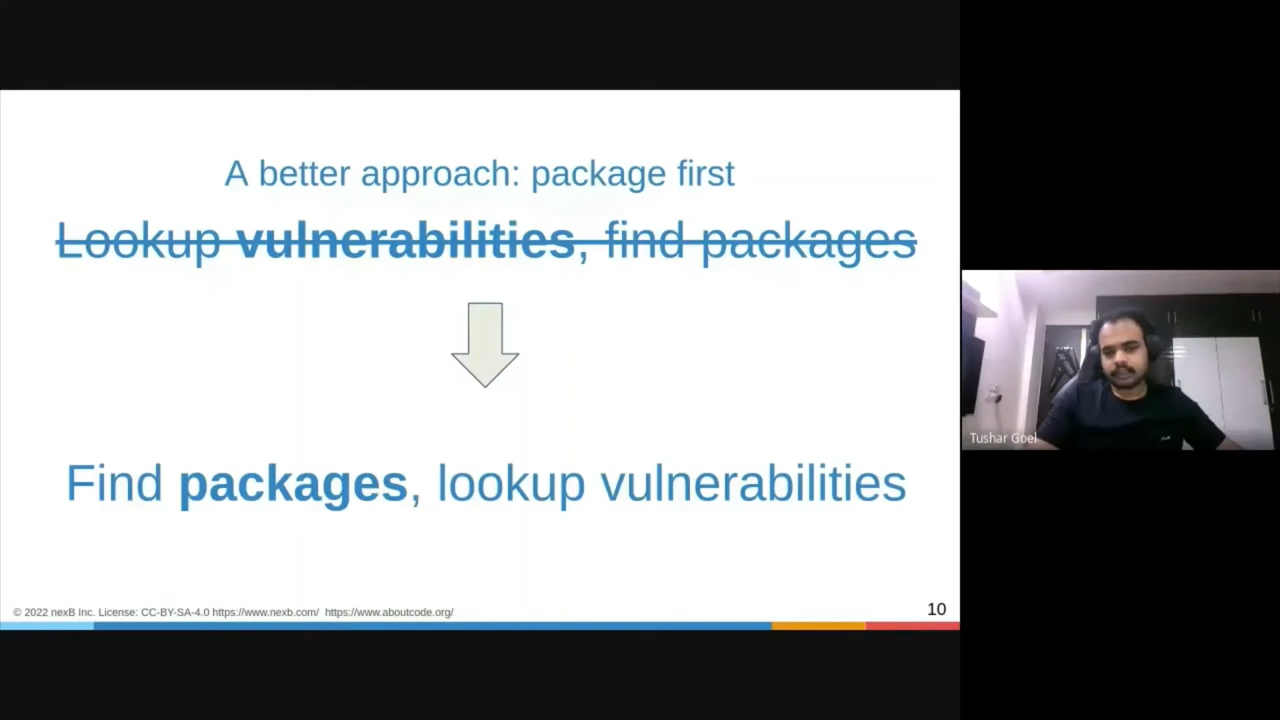 A better approach: package first
Lookup vulnerabilities, find packages
Find packages, lookup vulnerabilities
© 2022 nexB Inc. License: CC-BY-SA-4.0 https://www.nexb.com/ https://www.aboutcode.org/
10
Tushar Goel